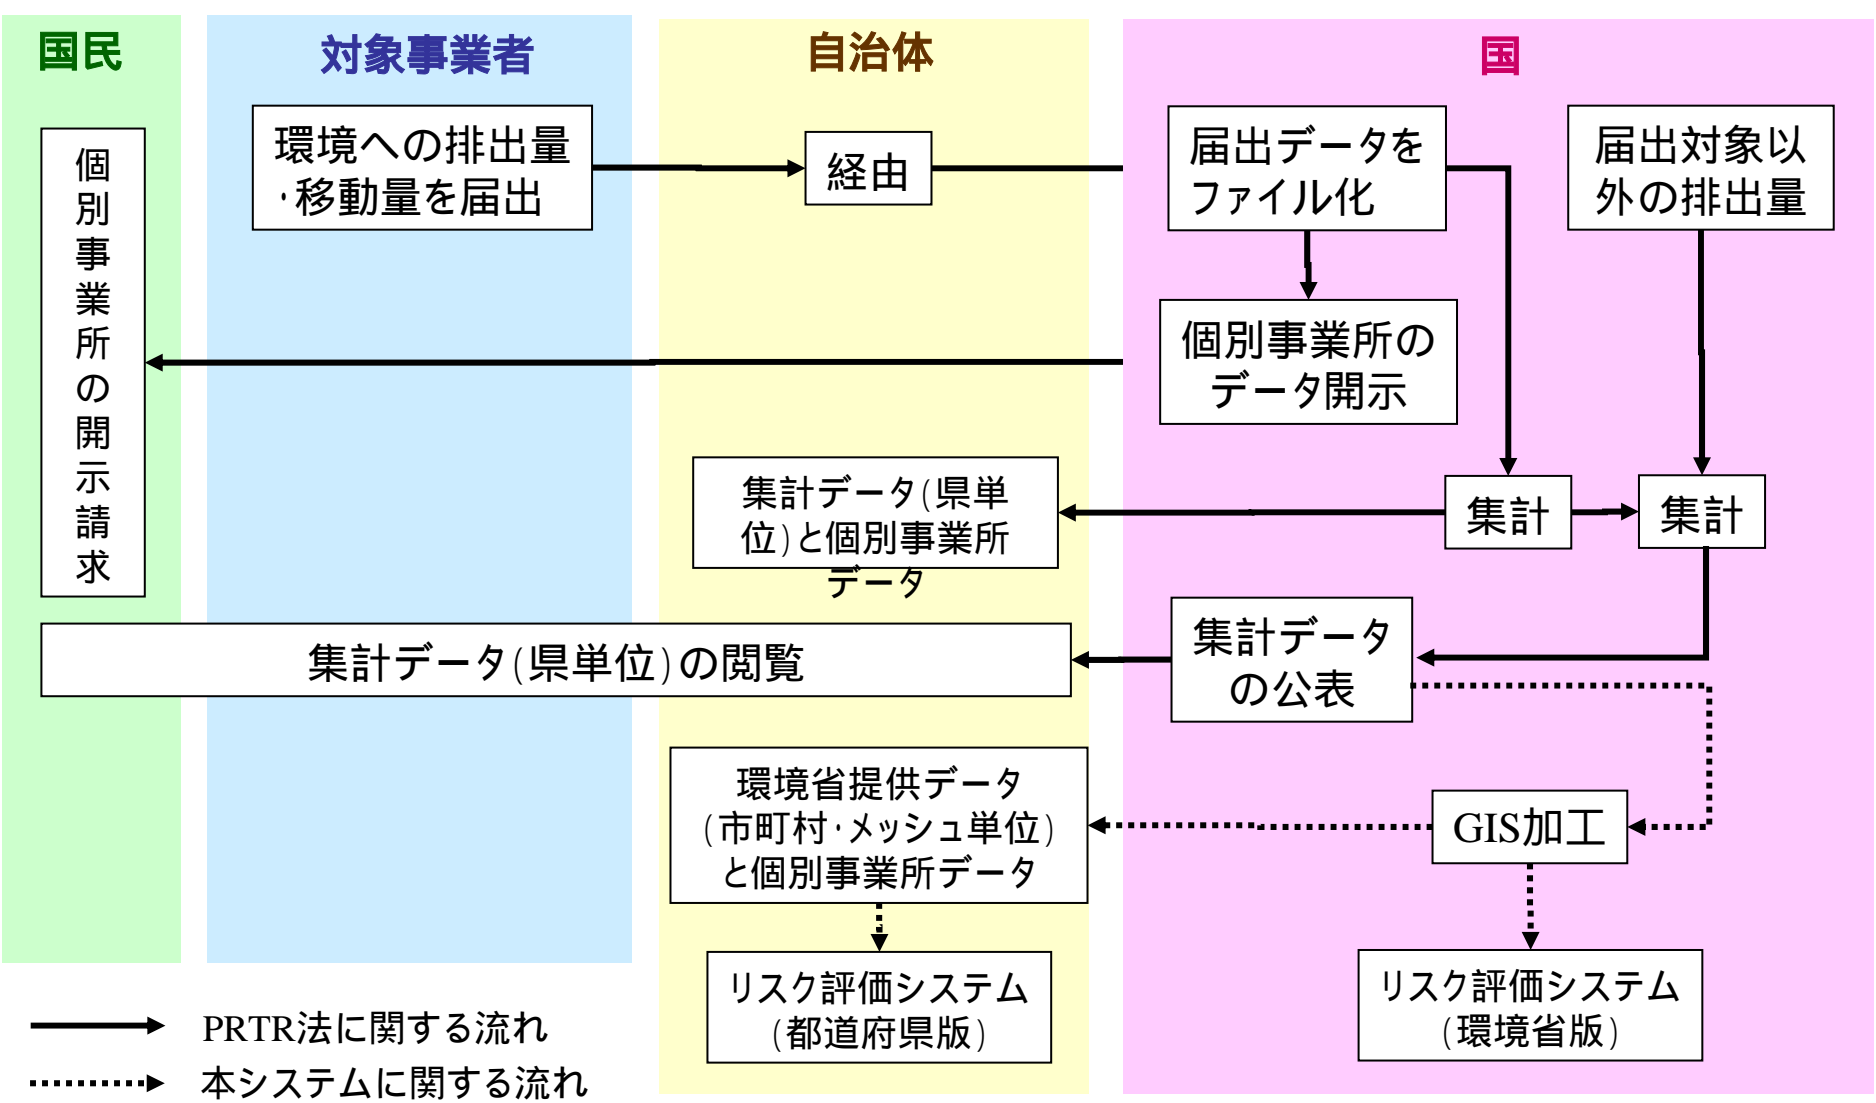 国民
対象事業者
自治体
国
個別事業所の開示請求
環境への排出量
・移動量を届出
経由
届出データを
ファイル化
届出対象以
外の排出量
個別事業所の
データ開示
集計データ(県単
位)と個別事業所
データ
集計
集計
集計データ(県単位)の閲覧
集計データ
の公表
環境省提供データ
(市町村・メッシュ単位)
と個別事業所データ
GIS加工
リスク評価システム
(都道府県版)
リスク評価システム
(環境省版)
PRTR法に関する流れ
本システムに関する流れ